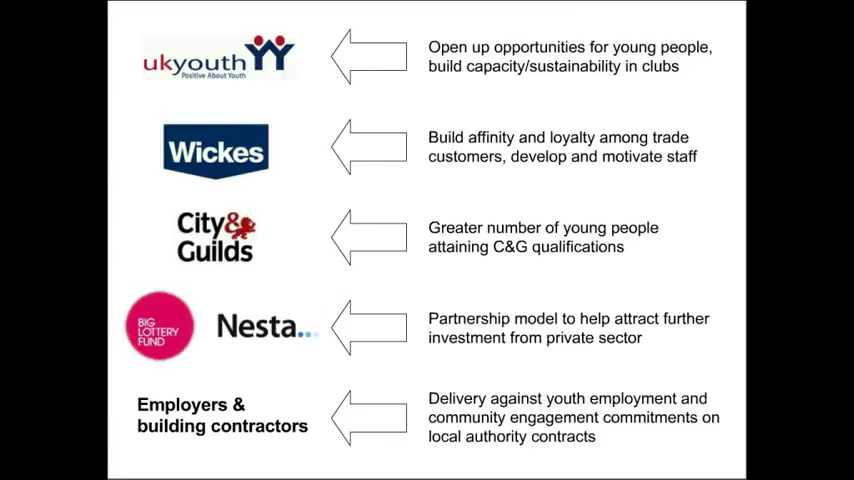 ukyouth
Positive About Youth
Open up opportunities for young people,
build capacity/sustainability in clubs
Wickes
Build affinity and loyalty among trade
customers, develop and motivate staff
City&
Guilds
Greater number of young people
attaining C&G qualifications
BIG
LOTTERY
FUND
Nesta...
Partnership model to help attract further
investment from private sector
Employers &
building contractors
Delivery against youth employment and
community engagement commitments on
local authority contracts